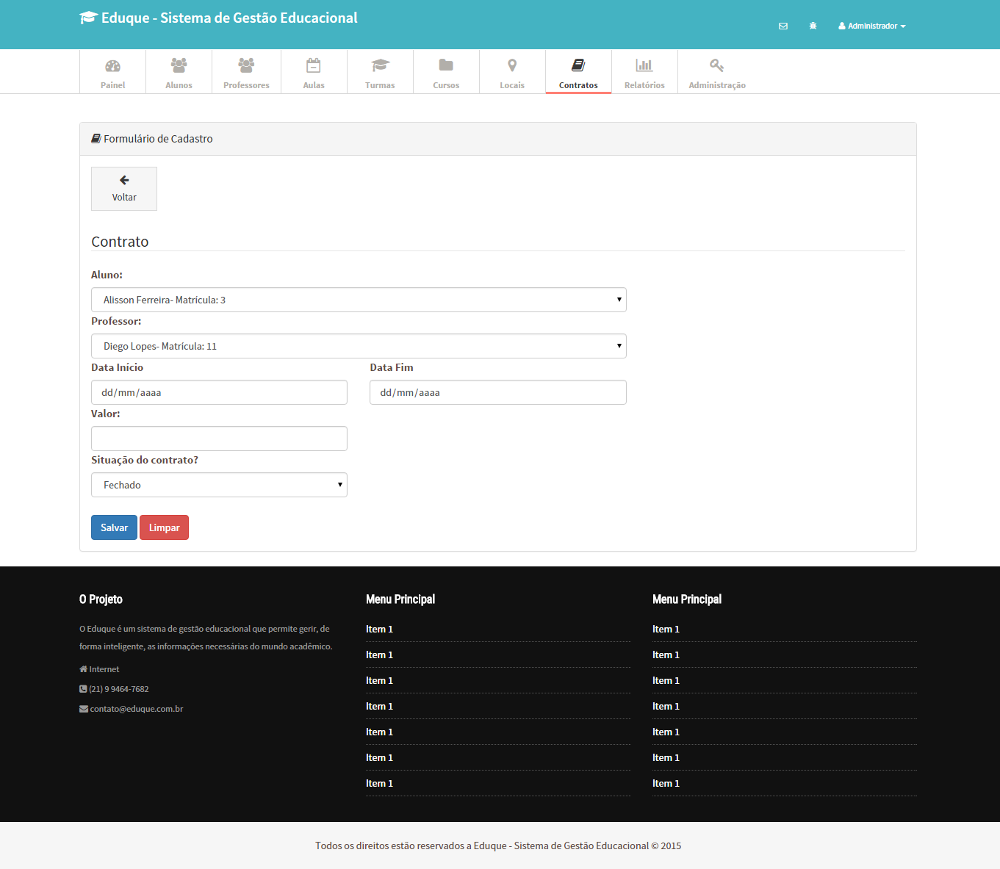 Eduque - Sistema de Gestão Educacional
Administrador
Painel
Alunos
Professores
Aulas
Turmas
Cursos
Locais
Contratos
Relatórios
Administração
Formulário de Cadastro
Voltar
Contrato
Aluno:
Alisson Ferreira- Matrícula: 3
Professor:
Diego Lopes- Matrícula: 11
Data Início
Data Fim
dd/mm/aaaa
dd/mm/aaaa
Valor:
Situação do contrato?
Fechado
Salvar
Limpar
O Projeto
O Eduque é um sistema de gestão educacional que permite gerir, de
forma inteligente, as informações necessárias do mundo acadêmico.
Internet
(21) 9 9464-7682
contato@eduque.com.br
Menu Principal
Item 1
Item 1
Item 1
Item 1
Item 1
Item 1
Item 1
Menu Principal
Item 1
Item 1
Item 1
Item 1
Item 1
Item 1
Item 1
Todos os direitos estão reservados a Eduque - Sistema de Gestão Educacional © 2015